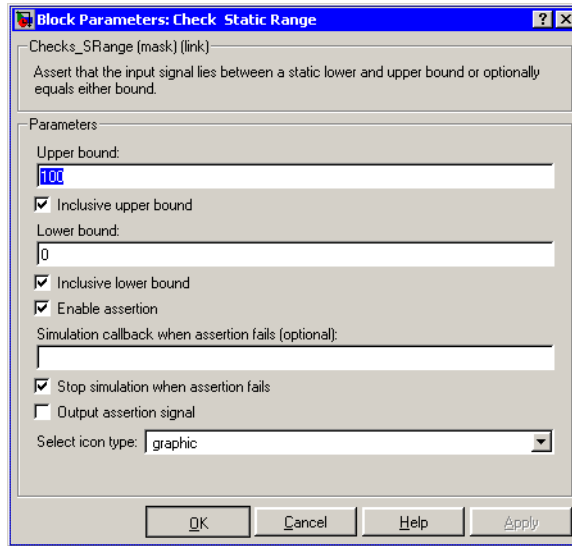 Block Parameters: Check Static Range
Checks_SRange (mask) (link)
Assert that the input signal lies between a static lower and upper bound or optionally
equals either bound.
Parameters
Upper bound:
100
Inclusive upper bound
Lower bound:
0
Inclusive lower bound
Enable assertion
Simulation callback when assertion fails (optional):
Stop simulation when assertion fails
Output assertion signal
Select icon type: graphic
OK Cancel Help Apply